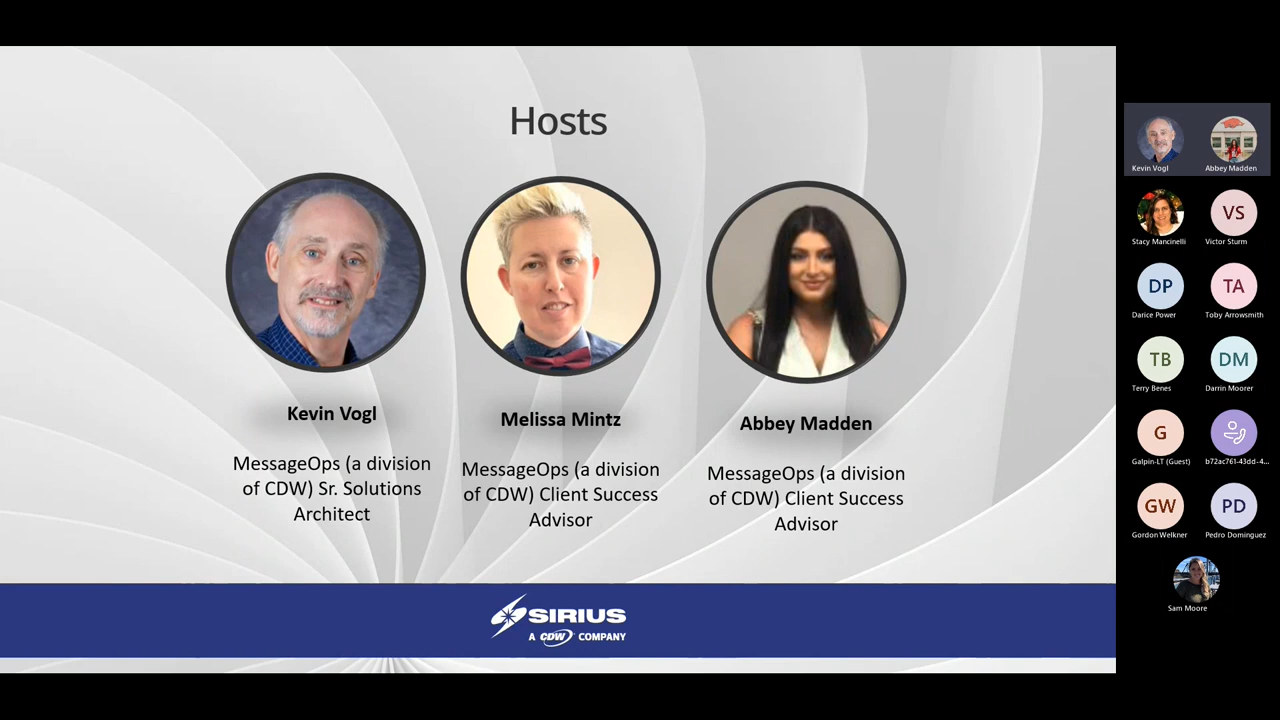 Hosts
Kevin Vogl
MessageOps (a division
of CDW) Sr. Solutions
Architect
Melissa Mintz
MessageOps (a division
of CDW) Client Success
Advisor
Abbey Madden
MessageOps (a division
of CDW) Client Success
Advisor
SIRIUS
A CDW COMPANY
Kevin Vogl
Abbey Madden
Stacy Mancinelli
VS
Victor Sturm
DP
Darice Power
TA
Toby Arrowsmith
TB
Terry Benes
DM
Darrin Moorer
G
Galpin-LT (Guest)
b72ac761-43dd-4...
GW
Gordon Welkner
PD
Pedro Dominguez
Sam Moore